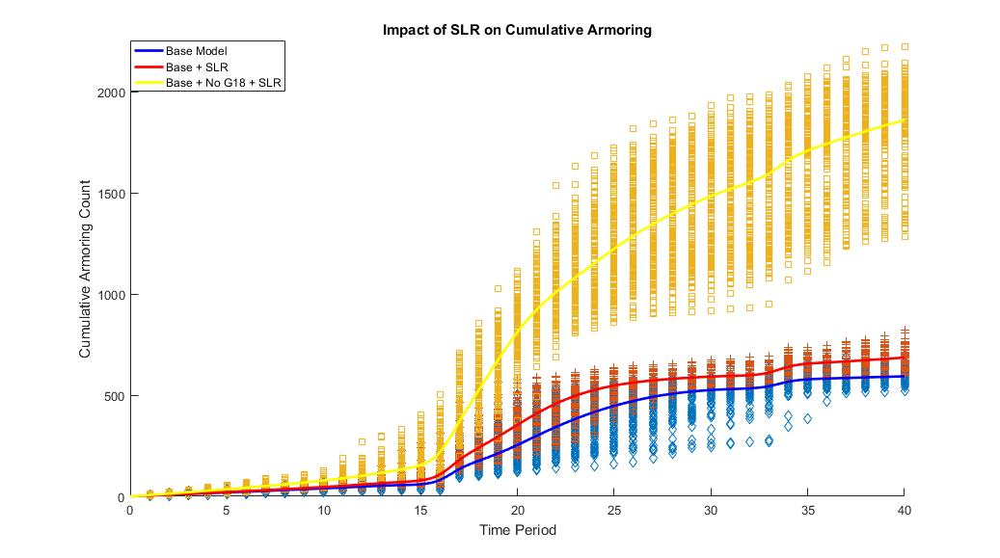 Impact of SLR on Cumulative Armoring
Base Model
Base + SLR
Base + No G18 + SLR
Cumulative Armoring Count
2000
1500
1000
500
0
0 5 10 15 20 25 30 35 40
Time Period